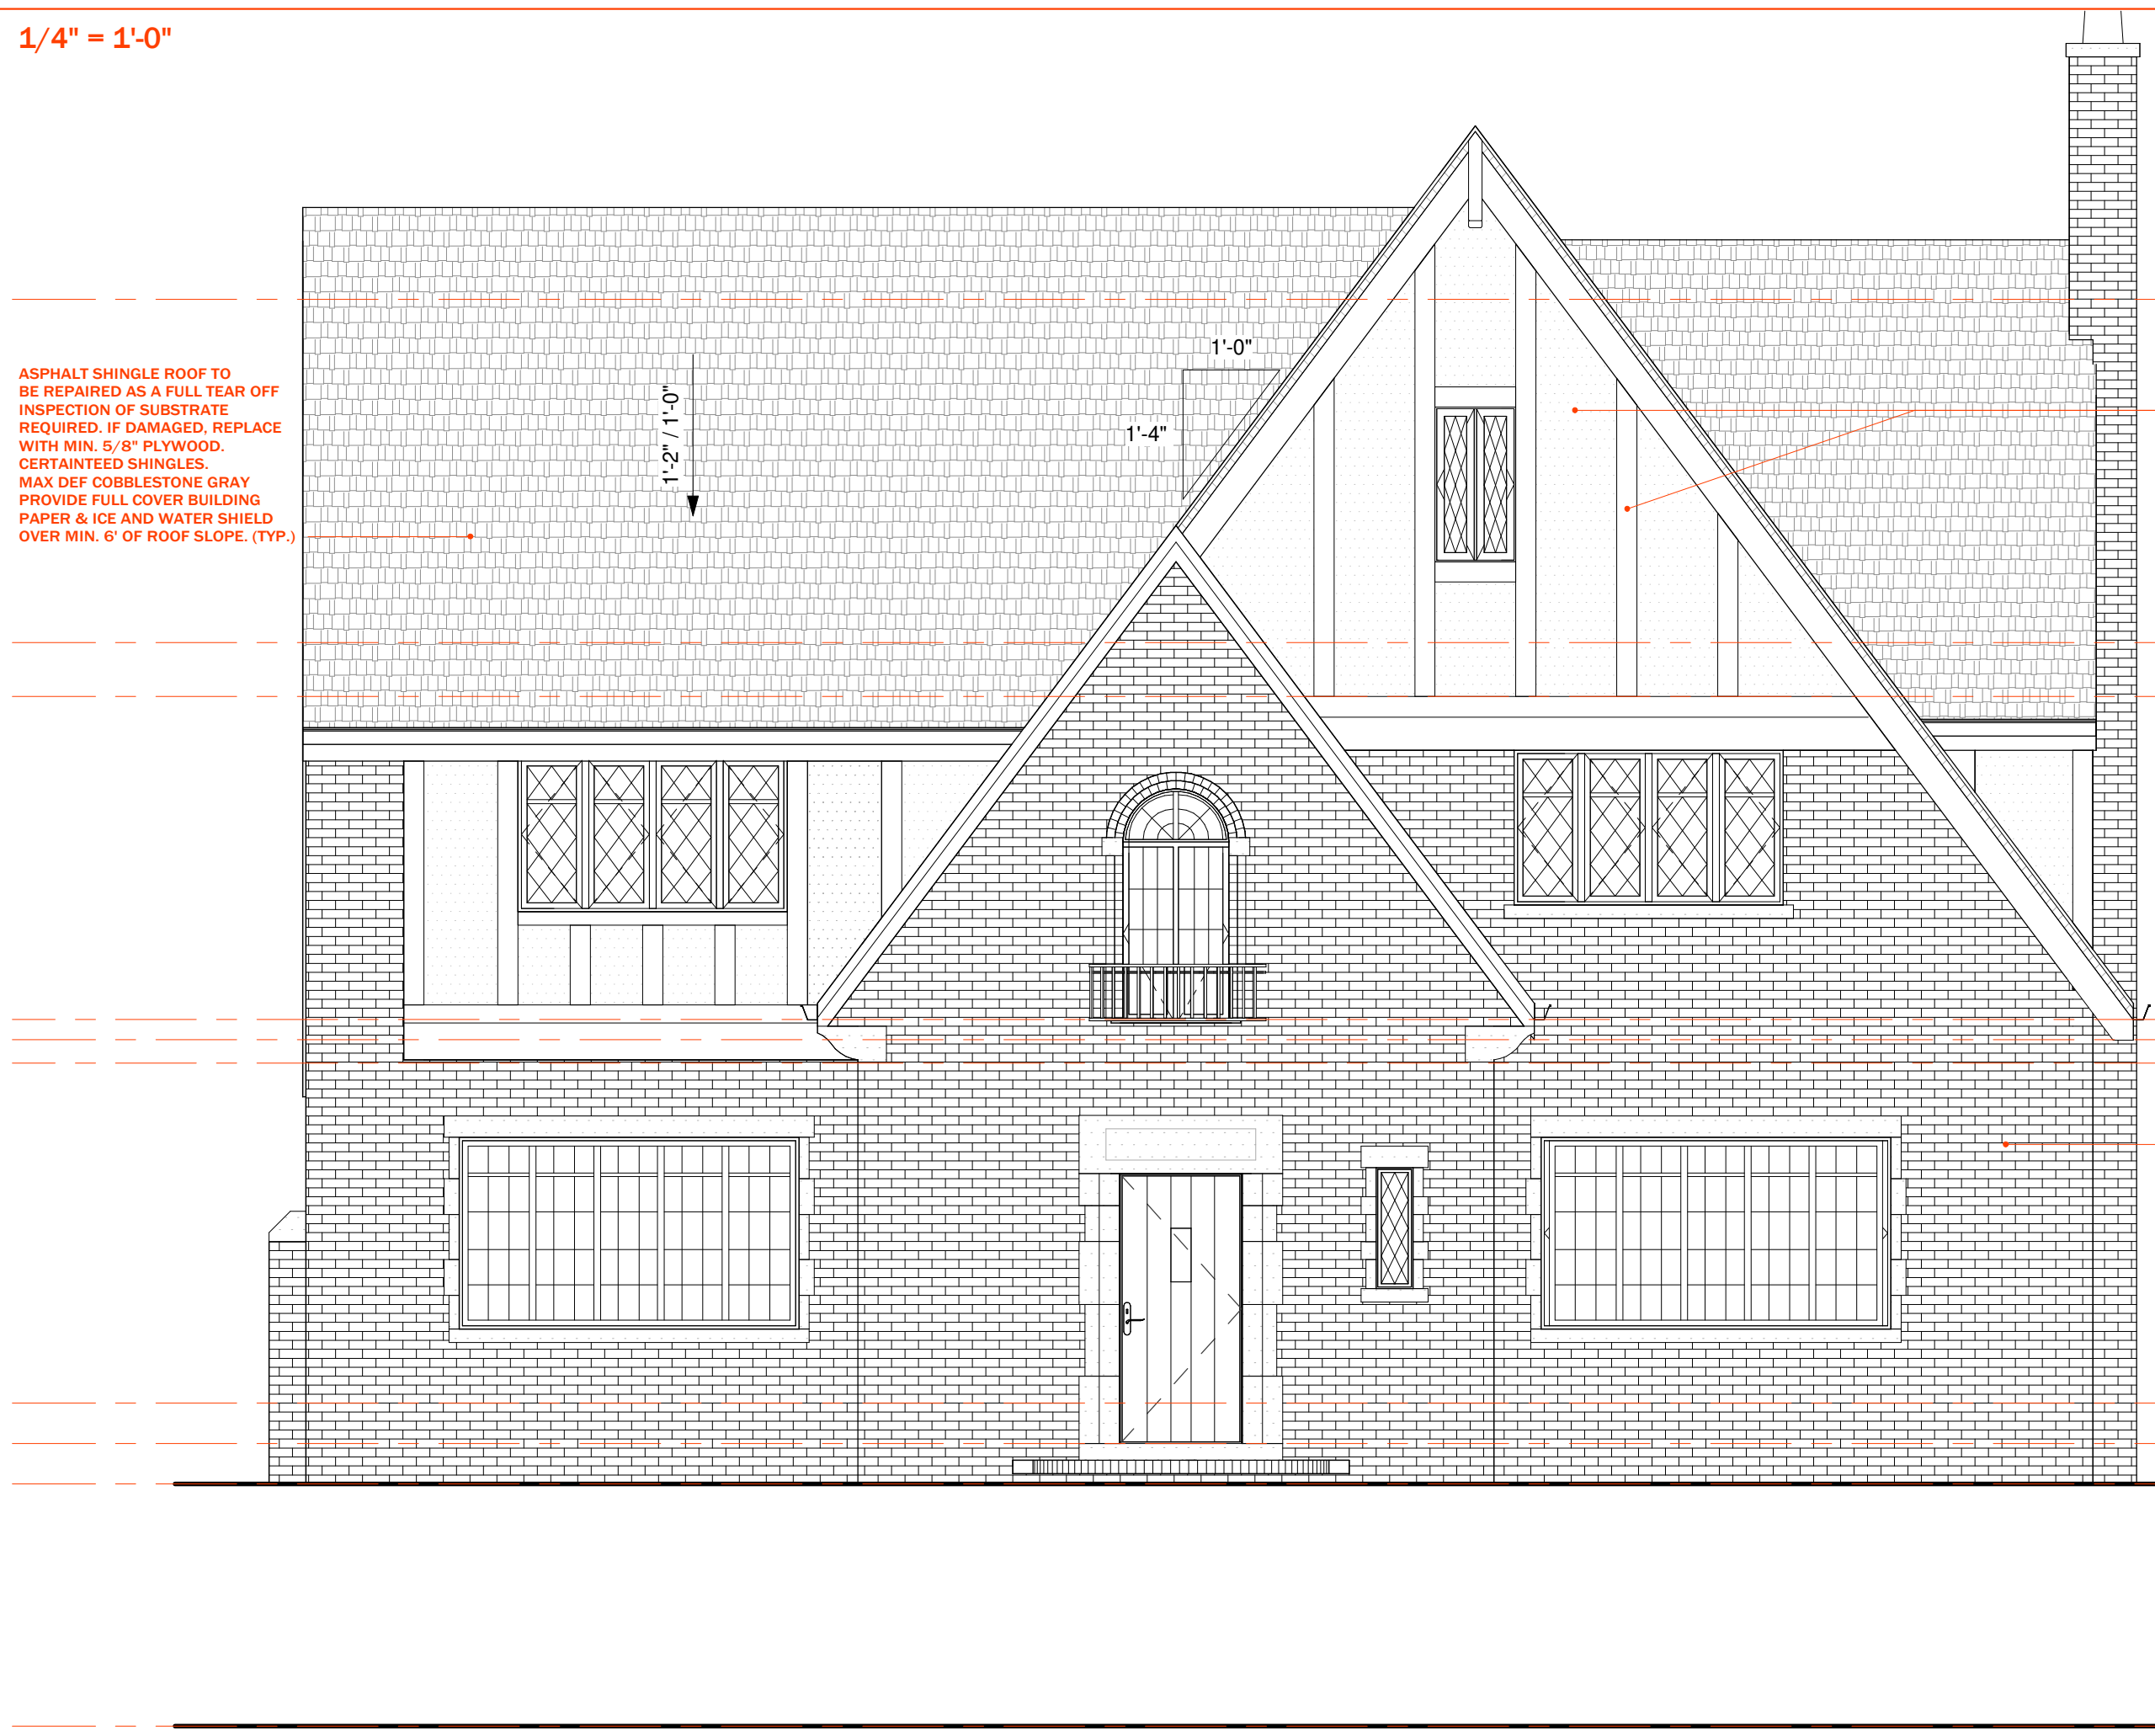 1/4" = 1'-0"
1'-0"
ASPHALT SHINGLE ROOF TO
BE REPAIRED AS A FULL TEAR OFF
INSPECTION OF SUBSTRATE
REQUIRED. IF DAMAGED, REPLACE
WITH MIN. 5/8" PLYWOOD.
CERTAINTEED SHINGLES.
MAX DEF COBBLESTONE GRAY
PROVIDE FULL COVER BUILDING
PAPER & ICE AND WATER SHIELD
OVER MIN. 6' OF ROOF SLOPE. (TYP.)
1'-2" / 1'-0"
1'-4"